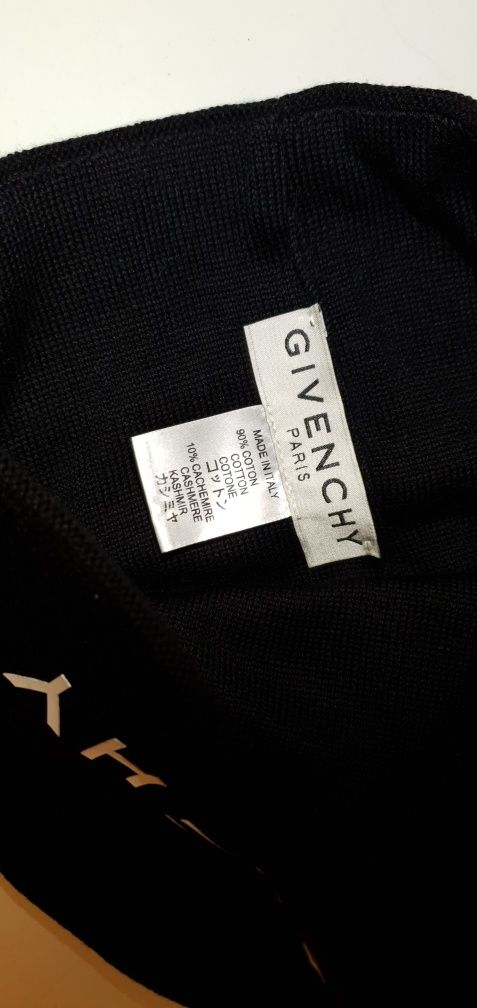 GIVENCHY
PARIS
MADE IN ITALY
90% COTON
COTTON
COTONE
コットン
10% CACHEMIRE
CASHMERE
KASHMIR
カシミヤ
HY